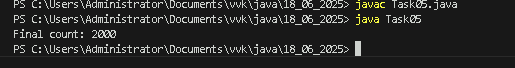 PS C:\Users\Administrator\Documents\vvk\java\18_06_2025> javac Task05.java
PS C:\Users\Administrator\Documents\vvk\java\18_06_2025> java Task05
Final count: 2000
PS C:\Users\Administrator\Documents\vvk\java\18_06_2025>